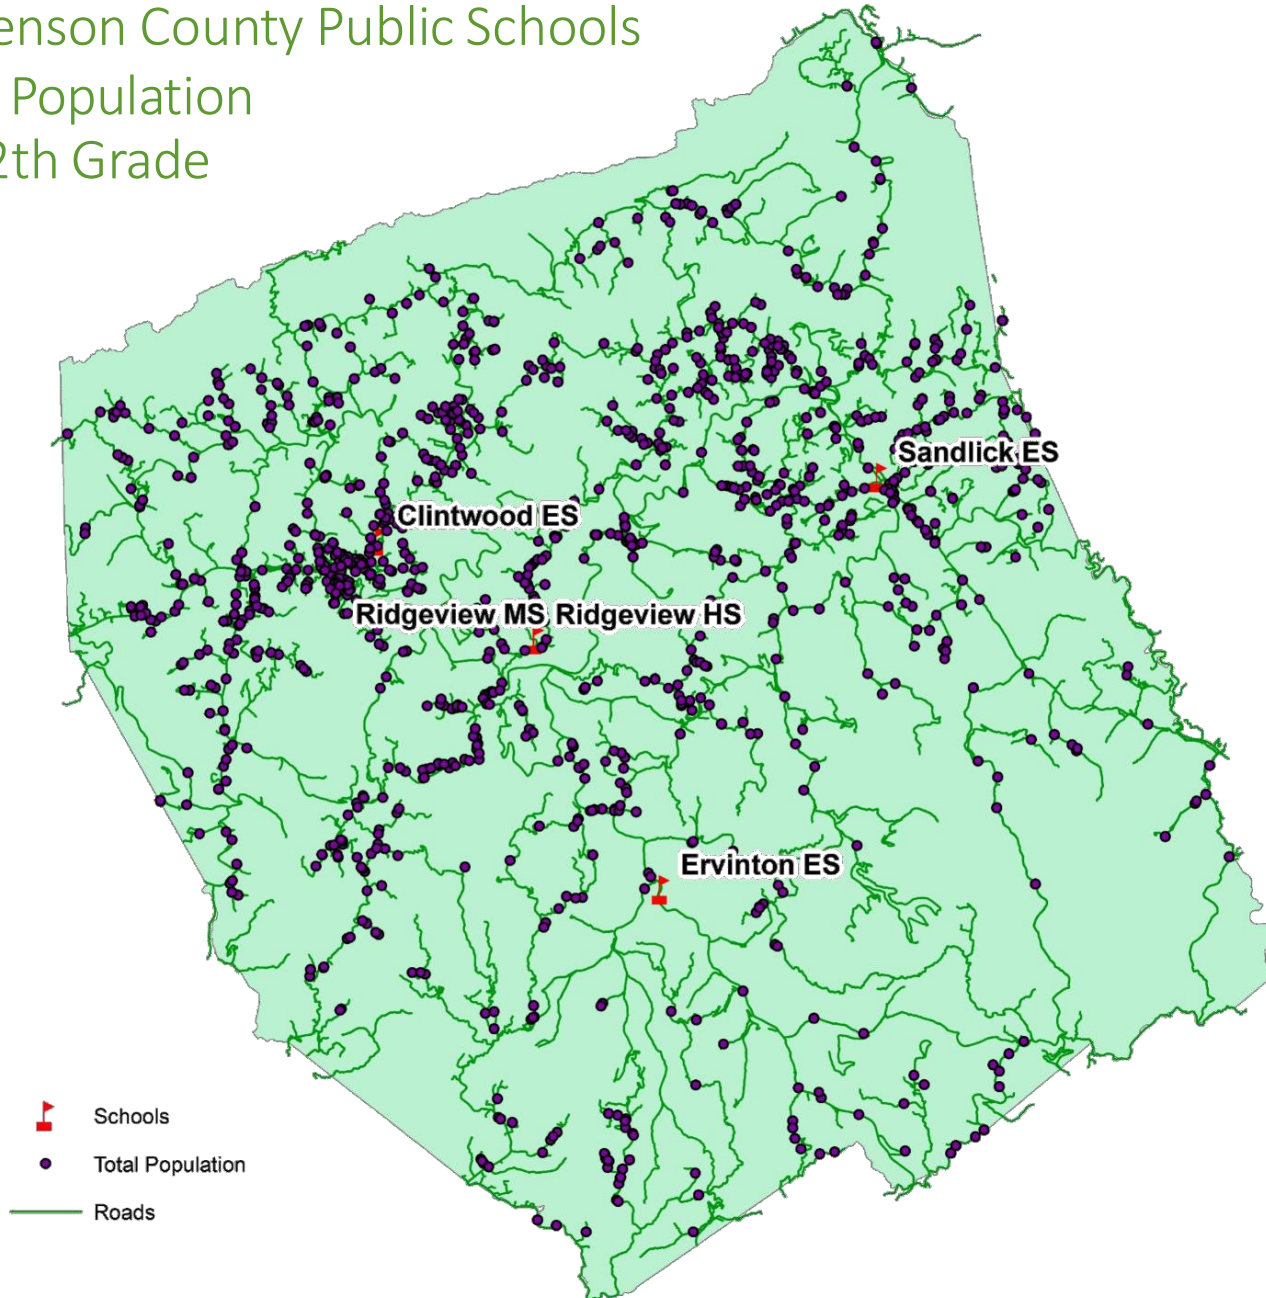 enson County Public Schools
Population
2th Grade
Sandlick ES
Clintwood ES
Ridgeview MS Ridgeview HS
Ervinton ES
Schools
Total Population
Roads